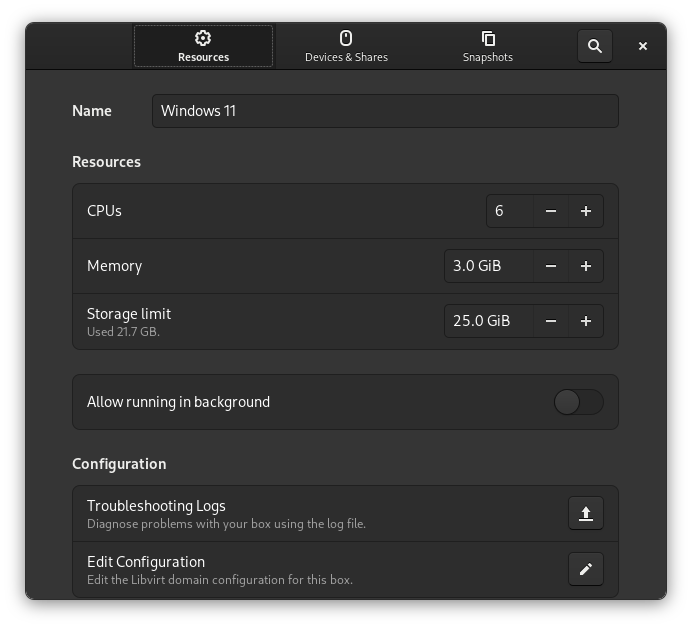 Resources
Devices & Shares
Snapshots
Name
Windows 11
Resources
CPUs
6
Memory
3.0 GiB
Storage limit
25.0 GiB
Used 21.7 GB.
Allow running in background
Configuration
Troubleshooting Logs
Diagnose problems with your box using the log file.
Edit Configuration
Edit the Libvirt domain configuration for this box.